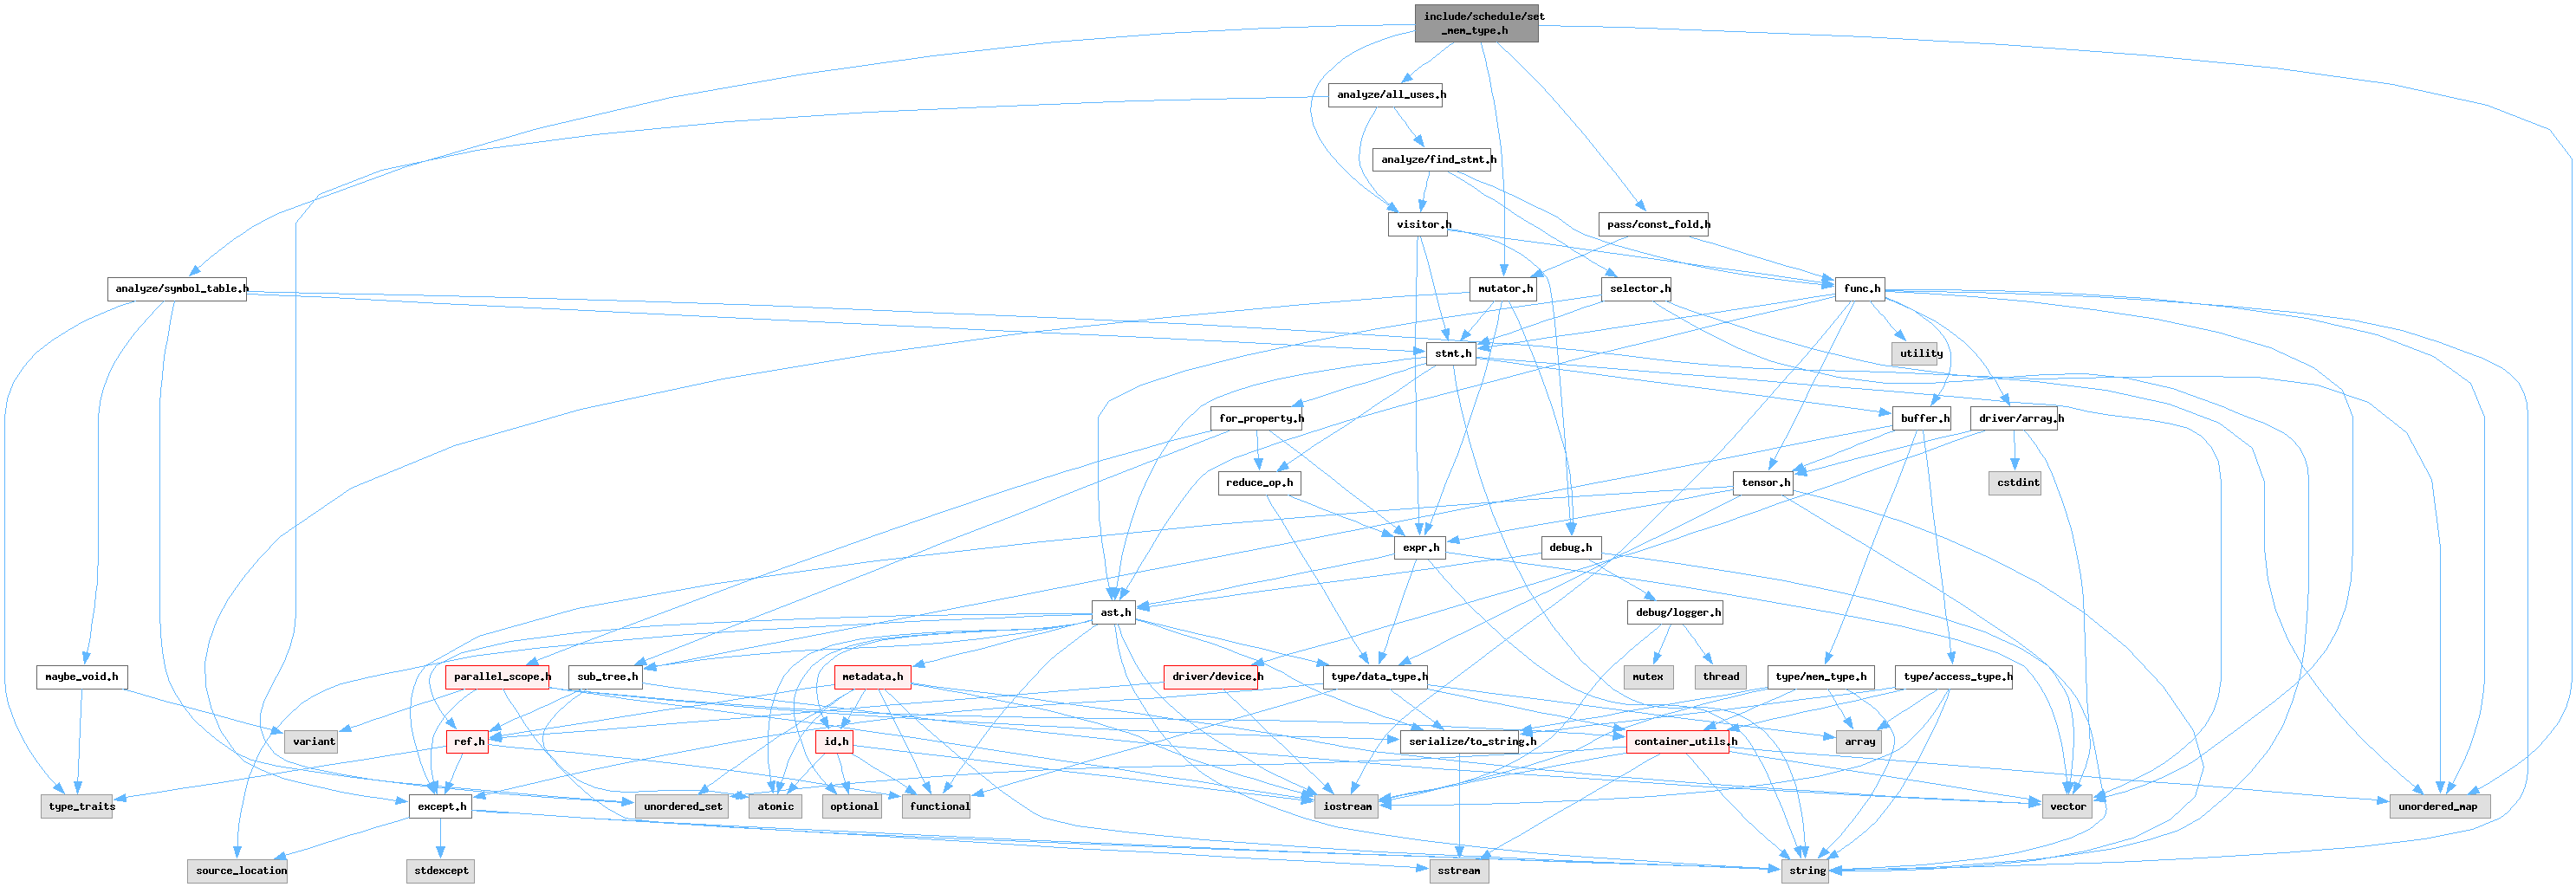 include/schedule/set
_mem_type.h
analyze/all_uses.h
analyze/find_stmt.h
visitor.h
pass/const_fold.h
analyze/symbol_table.h
mutator.h
selector.h
func.h
stmt.h
utility
for_property.h
buffer.h
driver/array.h
reduce_op.h
tensor.h
cstdint
expr.h
debug.h
ast.h
debug/logger.h
maybe_void.h
parallel_scope.h
sub_tree.h
metadata.h
driver/device.h
type/data_type.h
mutex
thread
type/mem_type.h
type/access_type.h
variant
ref.h
id.h
serialize/to_string.h
container_utils.h
array
type_traits
except.h
unordered_set
atomic
optional
functional
iostream
vector
unordered_map
source_location
stdexcept
sstream
string